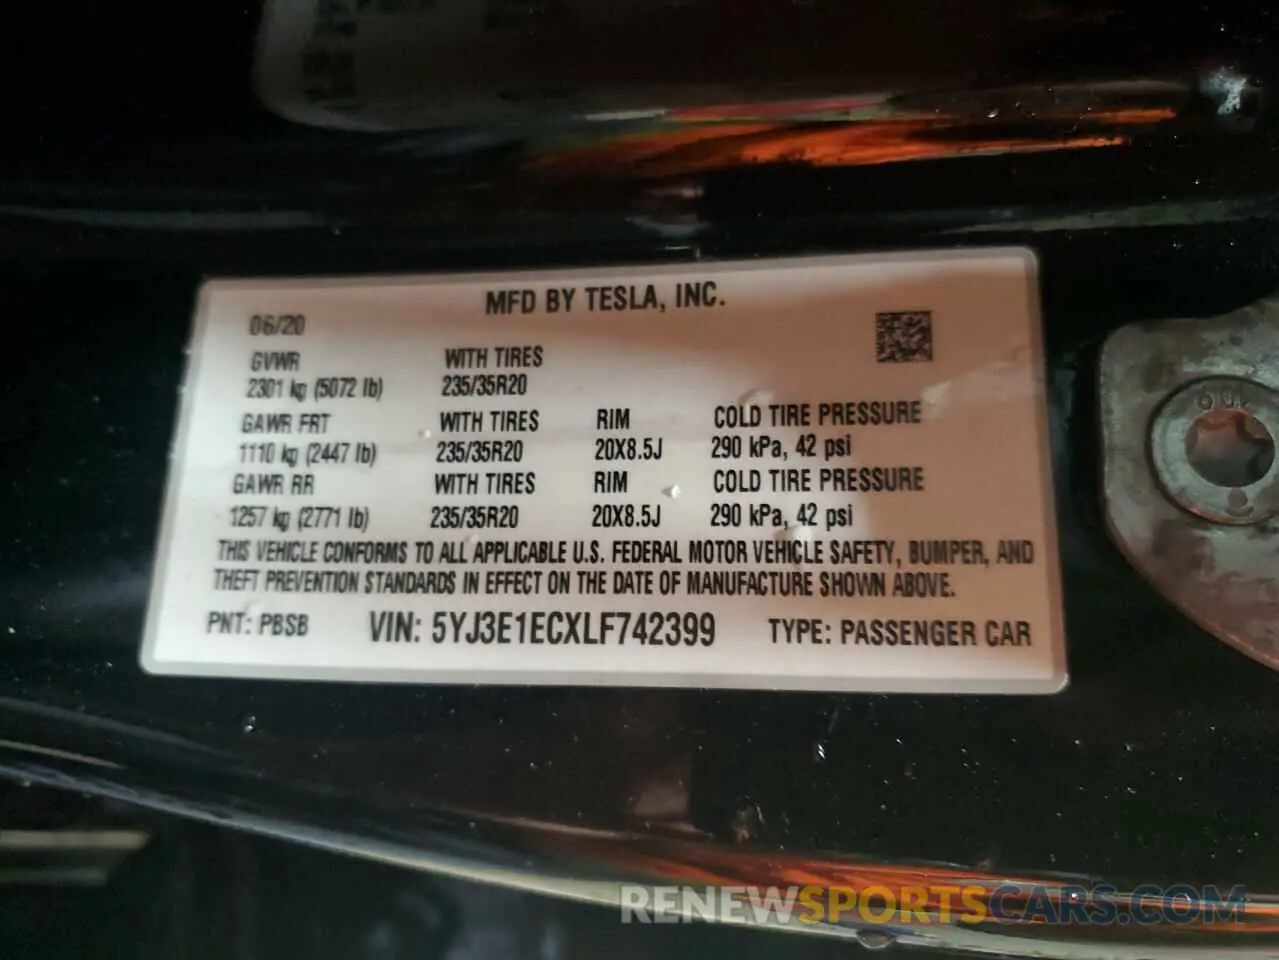 MFD BY TESLA, INC.
06/20
GVWR WITH TIRES
2301 kg (5072 lb) 235/35R20
GAWR FRT WITH TIRES RIM COLD TIRE PRESSURE
1110 kg (2447 lb) 235/35R20 20X8.5J 290 kPa, 42 psi
GAWR RR WITH TIRES RIM COLD TIRE PRESSURE
1257 kg (2771 lb) 235/35R20 20X8.5J 290 kPa, 42 psi
THIS VEHICLE CONFORMS TO ALL APPLICABLE U.S. FEDERAL MOTOR VEHICLE SAFETY, BUMPER, AND
THEFT PREVENTION STANDARDS IN EFFECT ON THE DATE OF MANUFACTURE SHOWN ABOVE.
PNT: PBSB VIN: 5YJ3E1ECXLF742399 TYPE: PASSENGER CAR
RENEWSPORTSCARS.COM